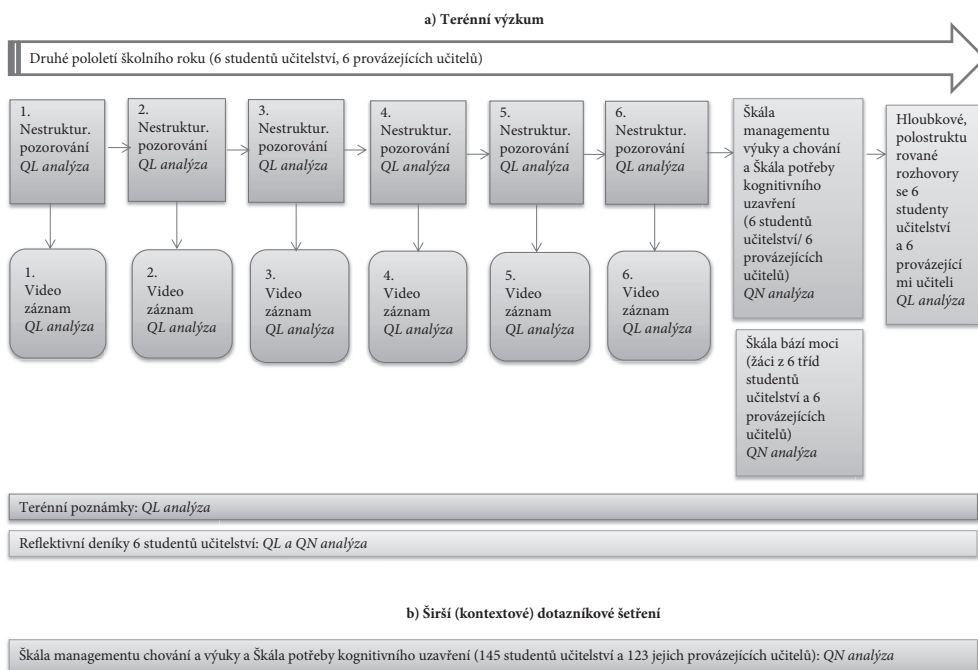 a) Terénní výzkum
Druhé pololetí školního roku (6 studentů učitelství, 6 provázejících učitelů)
1.
Nestruktur.
pozorování
QL analýza
2.
Nestruktur.
pozorování
QL analýza
3.
Nestruktur.
pozorování
QL analýza
4.
Nestruktur.
pozorování
QL analýza
5.
Nestruktur.
pozorování
QL analýza
6.
Nestruktur.
pozorování
QL analýza
Škála
managementu
výuky a chování
a Škála potřeby
kognitivního
uzavření
(6 studentů
učitelství/ 6
provázejících
učitelů)
QN analýza
Hloubkové,
polostruktu
rované
rozhovory
se 6
studenty
učitelství
a 6
provázející
mi učiteli
QL analýza
1.
Video
záznam
QL analýza
2.
Video
záznam
QL analýza
3.
Video
záznam
QL analýza
4.
Video
záznam
QL analýza
5.
Video
záznam
QL analýza
6.
Video
záznam
QL analýza
Škála bází moci
(žáci z 6 tříd
studentů
učitelství a 6
provázejících
učitelů)
QN analýza
Terénní poznámky: QL analýza
Reflektivní deníky 6 studentů učitelství: QL a QN analýza
b) Širší (kontextové) dotazníkové šetření
Škála managementu chování a výuky a Škála potřeby kognitivního uzavření (145 studentů učitelství a 123 jejich provázejících učitelů): QN analýza